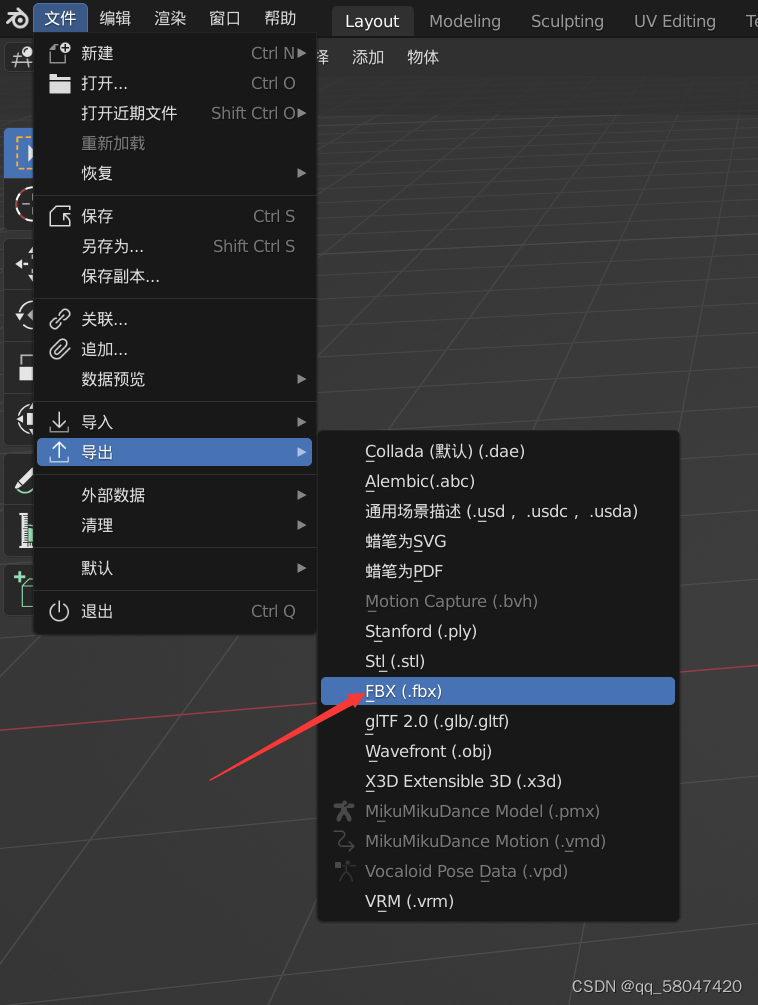 文件 编辑 渲染 窗口 帮助 Layout Modeling Sculpting UV Editing
择 添加 物体
新建 Ctrl N
打开... Ctrl O
打开近期文件 Shift Ctrl O
重新加载
恢复
保存 Ctrl S
另存为... Shift Ctrl S
保存副本...
关联...
追加...
数据预览
导入
导出
外部数据
清理
默认
退出 Ctrl Q
Collada (默认) (.dae)
Alembic(.abc)
通用场景描述 (.usd， .usdc， .usda)
蜡笔为SVG
蜡笔为PDF
Motion Capture (.bvh)
Stanford (.ply)
Stl (.stl)
FBX (.fbx)
glTF 2.0 (.glb/.gltf)
Wavefront (.obj)
X3D Extensible 3D (.x3d)
MikuMikuDance Model (.pmx)
MikuMikuDance Motion (.vmd)
Vocaloid Pose Data (.vpd)
VRM (.vrm)
CSDN @qq_58047420